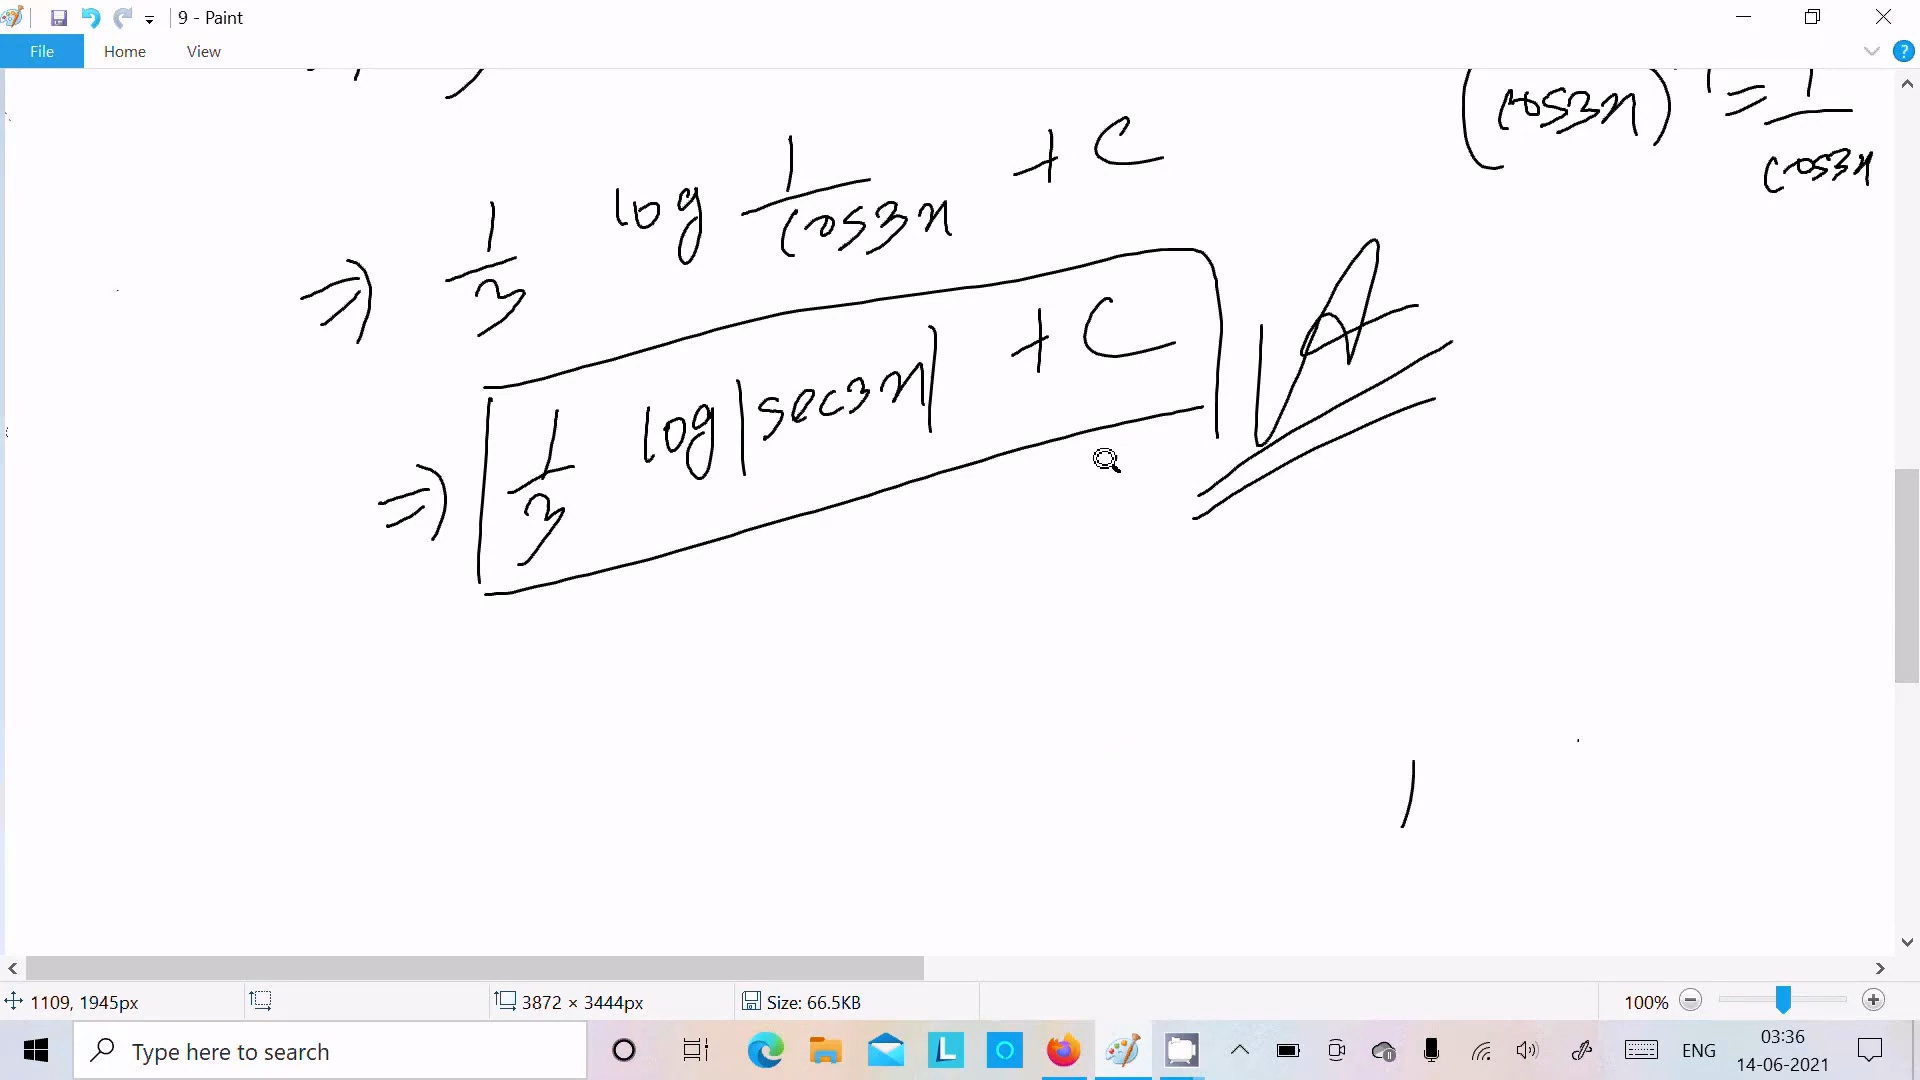 9 - Paint
File Home View
(cos3x)⁻¹ = 1/cos3x
⇒ 1/3 log 1/cos3x + C
⇒ 1/3 log|sec3x| + C A
1109, 1945px 3872 × 3444px Size: 66.5KB 100%
Type here to search ENG 03:36
14-06-2021